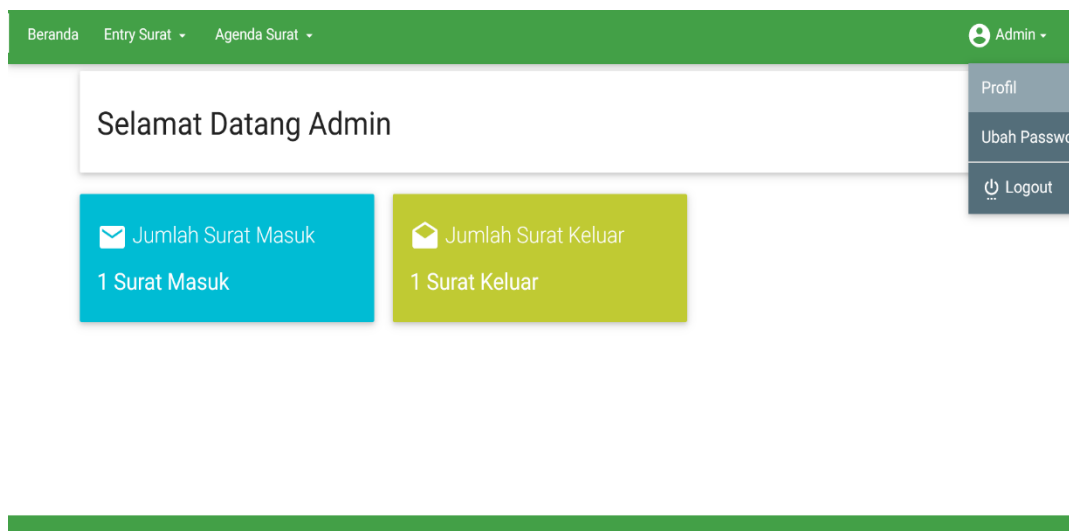 Beranda Entry Surat Agenda Surat Admin
Profil
Selamat Datang Admin
Ubah
Logout
Jumlah Surat Masuk
Jumlah Surat Keluar
1 Surat Masuk
1 Surat Keluar